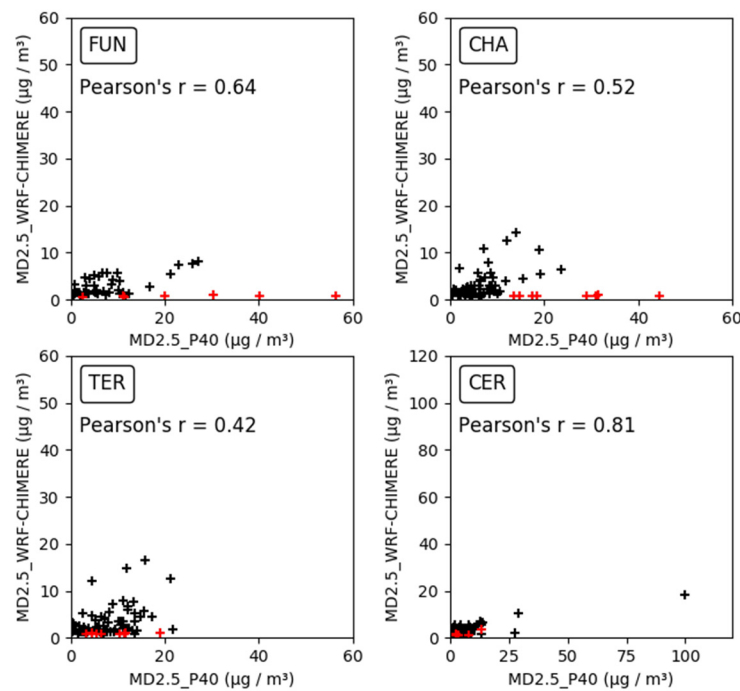 FUN
Pearson's r = 0.64
MD2.5_WRF-CHIMERE (µg / m³)
60
50
40
30
20
10
0
0 20 40 60
MD2.5_P40 (µg / m³)
CHA
Pearson's r = 0.52
MD2.5_WRF-CHIMERE (µg / m³)
60
50
40
30
20
10
0
0 20 40 60
MD2.5_P40 (µg / m³)
TER
Pearson's r = 0.42
MD2.5_WRF-CHIMERE (µg / m³)
60
50
40
30
20
10
0
0 20 40 60
MD2.5_P40 (µg / m³)
CER
Pearson's r = 0.81
MD2.5_WRF-CHIMERE (µg / m³)
120
100
80
60
40
20
0
0 25 50 75 100
MD2.5_P40 (µg / m³)